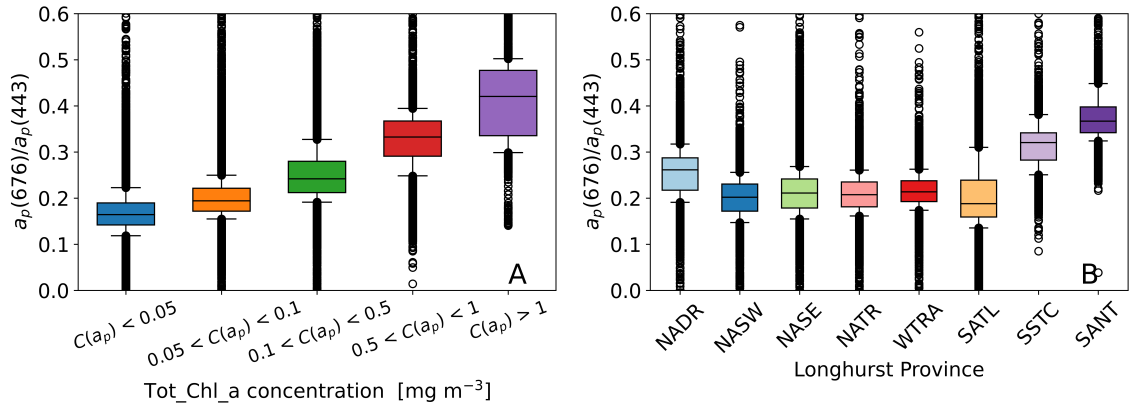 a_p(676)/a_p(443)
0.6
0.5
0.4
0.3
0.2
0.1
0.0
A
C(a_p) < 0.05
0.05 < C(a_p) < 0.1
0.1 < C(a_p) < 0.5
0.5 < C(a_p) < 1
C(a_p) > 1
Tot_Chl_a concentration [mg m⁻³]
a_p(676)/a_p(443)
0.6
0.5
0.4
0.3
0.2
0.1
0.0
B
NADR
NASW
NASE
NATR
WTRA
SATL
SSTC
SANT
Longhurst Province